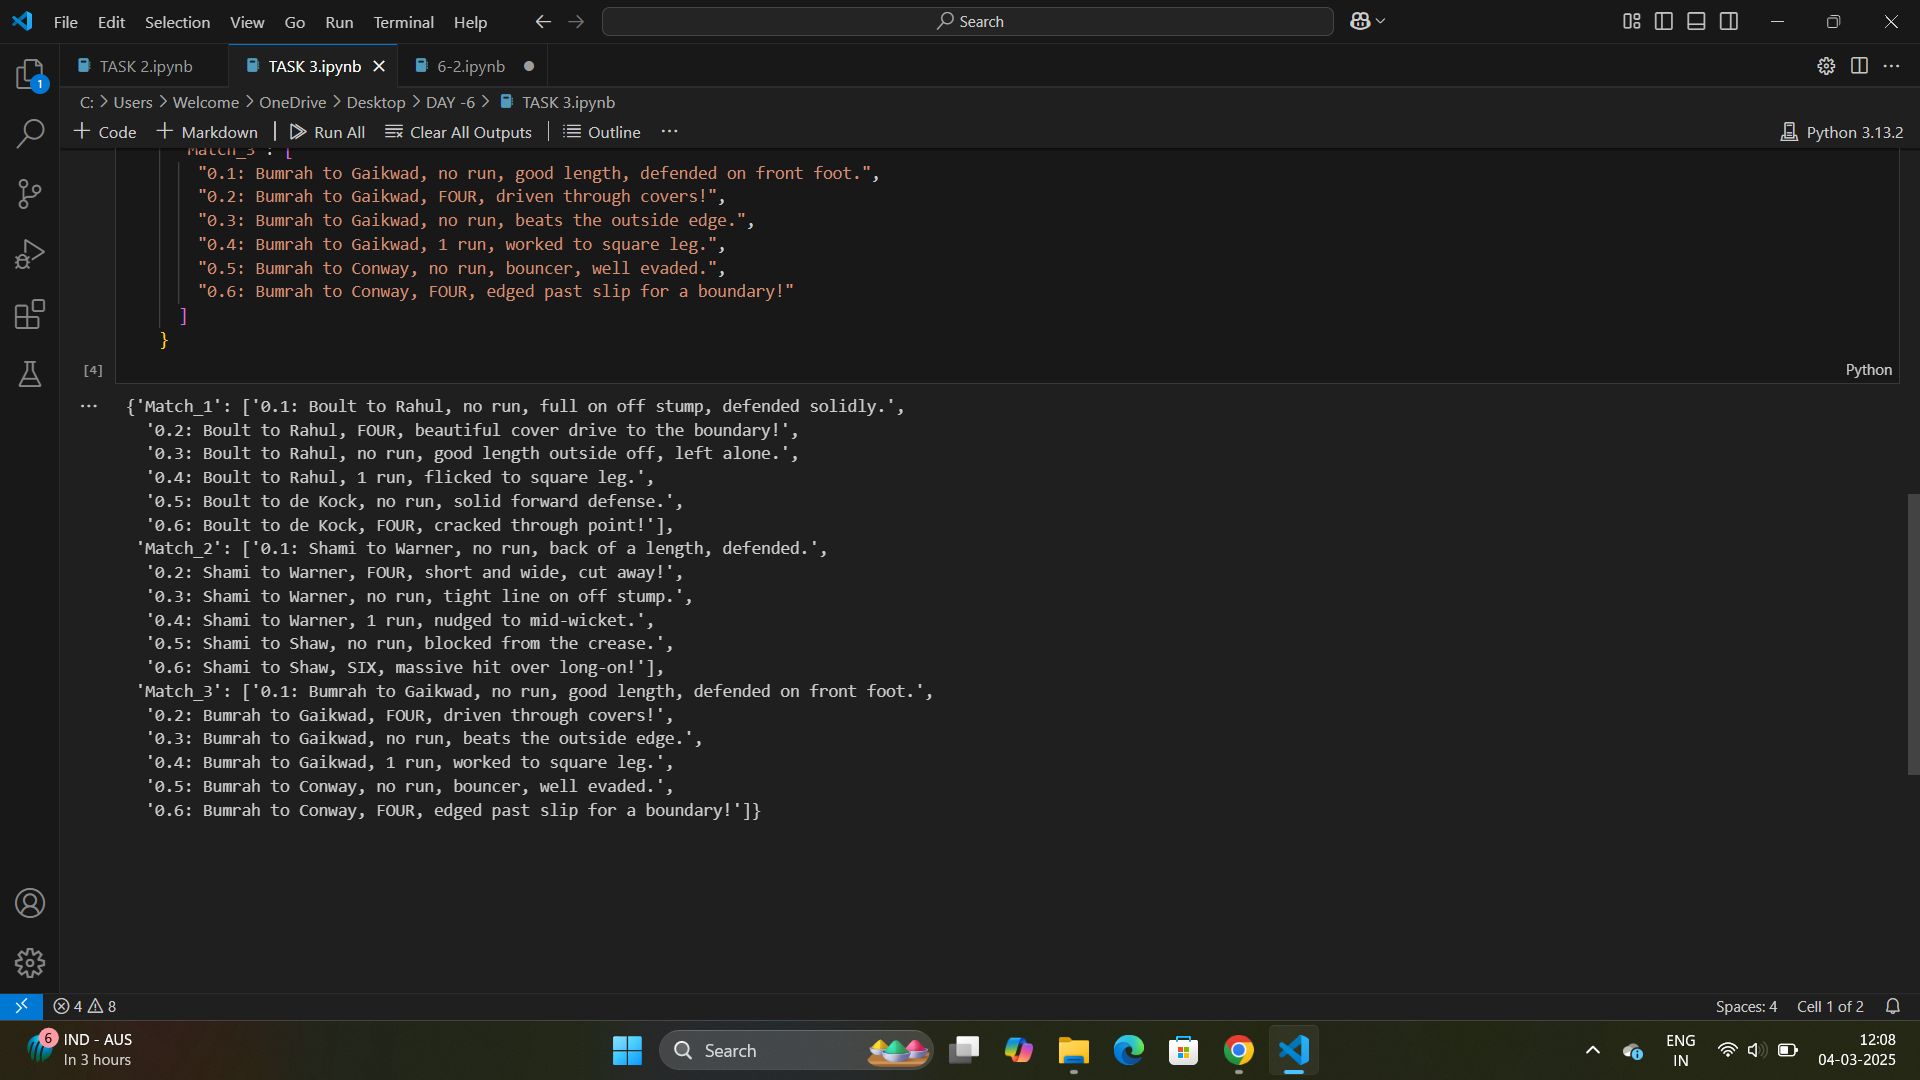 File Edit Selection View Go Run Terminal Help
Search
TASK 2.ipynb
TASK 3.ipynb
6-2.ipynb
1
C: > Users > Welcome > OneDrive > Desktop > DAY -6 > TASK 3.ipynb
+ Code + Markdown | Run All Clear All Outputs | Outline ...
Python 3.13.2
"Match_3": [
"0.1: Bumrah to Gaikwad, no run, good length, defended on front foot.",
"0.2: Bumrah to Gaikwad, FOUR, driven through covers!",
"0.3: Bumrah to Gaikwad, no run, beats the outside edge.",
"0.4: Bumrah to Gaikwad, 1 run, worked to square leg.",
"0.5: Bumrah to Conway, no run, bouncer, well evaded.",
"0.6: Bumrah to Conway, FOUR, edged past slip for a boundary!"
]
}
[4]
Python
... {'Match_1': ['0.1: Boult to Rahul, no run, full on off stump, defended solidly.',
'0.2: Boult to Rahul, FOUR, beautiful cover drive to the boundary!',
'0.3: Boult to Rahul, no run, good length outside off, left alone.',
'0.4: Boult to Rahul, 1 run, flicked to square leg.',
'0.5: Boult to de Kock, no run, solid forward defense.',
'0.6: Boult to de Kock, FOUR, cracked through point!'],
'Match_2': ['0.1: Shami to Warner, no run, back of a length, defended.',
'0.2: Shami to Warner, FOUR, short and wide, cut away!',
'0.3: Shami to Warner, no run, tight line on off stump.',
'0.4: Shami to Warner, 1 run, nudged to mid-wicket.',
'0.5: Shami to Shaw, no run, blocked from the crease.',
'0.6: Shami to Shaw, SIX, massive hit over long-on!'],
'Match_3': ['0.1: Bumrah to Gaikwad, no run, good length, defended on front foot.',
'0.2: Bumrah to Gaikwad, FOUR, driven through covers!',
'0.3: Bumrah to Gaikwad, no run, beats the outside edge.',
'0.4: Bumrah to Gaikwad, 1 run, worked to square leg.',
'0.5: Bumrah to Conway, no run, bouncer, well evaded.',
'0.6: Bumrah to Conway, FOUR, edged past slip for a boundary!']}
4 8
Spaces: 4 Cell 1 of 2
6
IND - AUS
In 3 hours
Search
ENG
IN
12:08
04-03-2025